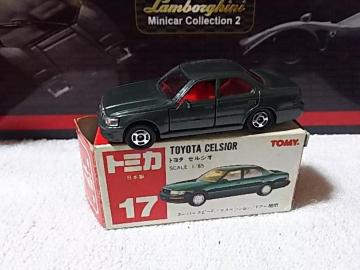 Lamborghini
Minicar Collection 2
トミカ
日本製
17
TOYOTA CELSIOR
トヨタ セルシオ
SCALE 1/65
TOMY